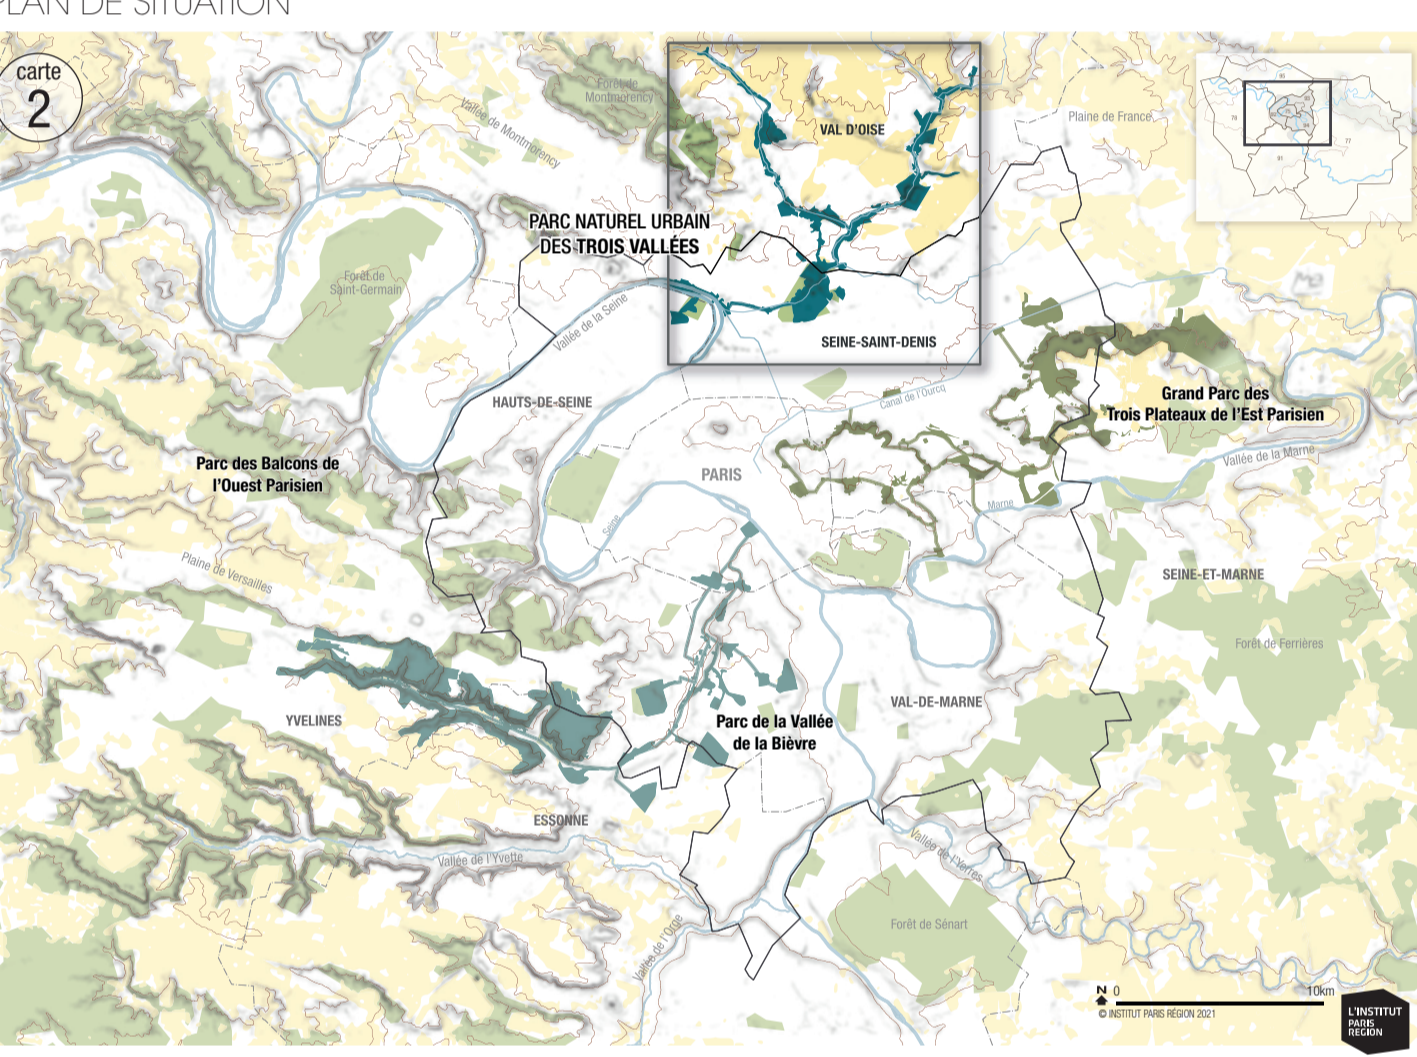 PLAN DE SITUATION
carte
2
Forêt de
Montmorency
Vallée de Montmorency
VAL D'OISE
Plaine de France
95
78
77
91
PARC NATUREL URBAIN
DES TROIS VALLÉES
Forêt de
Saint-Germain
Vallée de la Seine
SEINE-SAINT-DENIS
HAUTS-DE-SEINE
Canal de l'Ourcq
Grand Parc des
Trois Plateaux de l'Est Parisien
Parc des Balcons de
l'Ouest Parisien
PARIS
Vallée de la Marne
Marne
Seine
Plaine de Versailles
SEINE-ET-MARNE
Forêt de Ferrières
YVELINES
VAL-DE-MARNE
Parc de la Vallée
de la Bièvre
ESSONNE
Vallée de l'Yvette
Vallée de l'Yerres
Forêt de Sénart
Vallée de l'Orge
N 0 10km
© INSTITUT PARIS RÉGION 2021
L'INSTITUT
PARIS
REGION